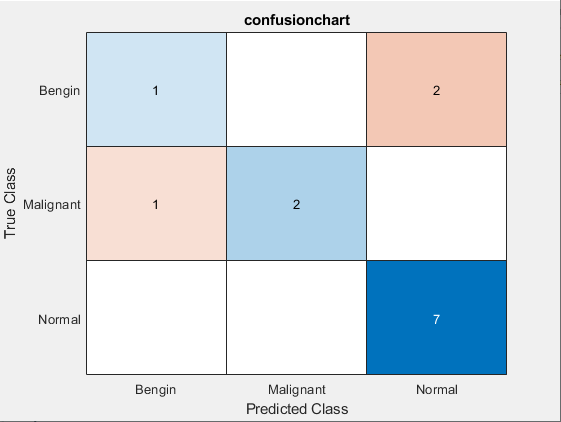 confusionchart
True Class
Bengin
1
2
Malignant
1
2
Normal
7
Bengin
Malignant
Normal
Predicted Class